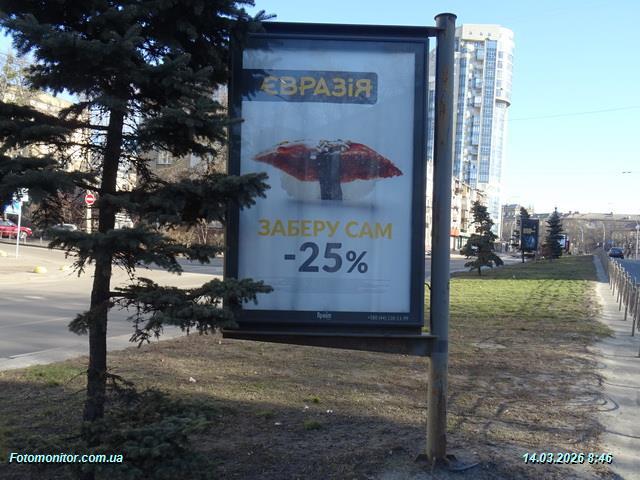 ЄВРАЗІЯ
ЗАБЕРУ САМ
-25%
Fotomonitor.com.ua
14.03.2026 8:46